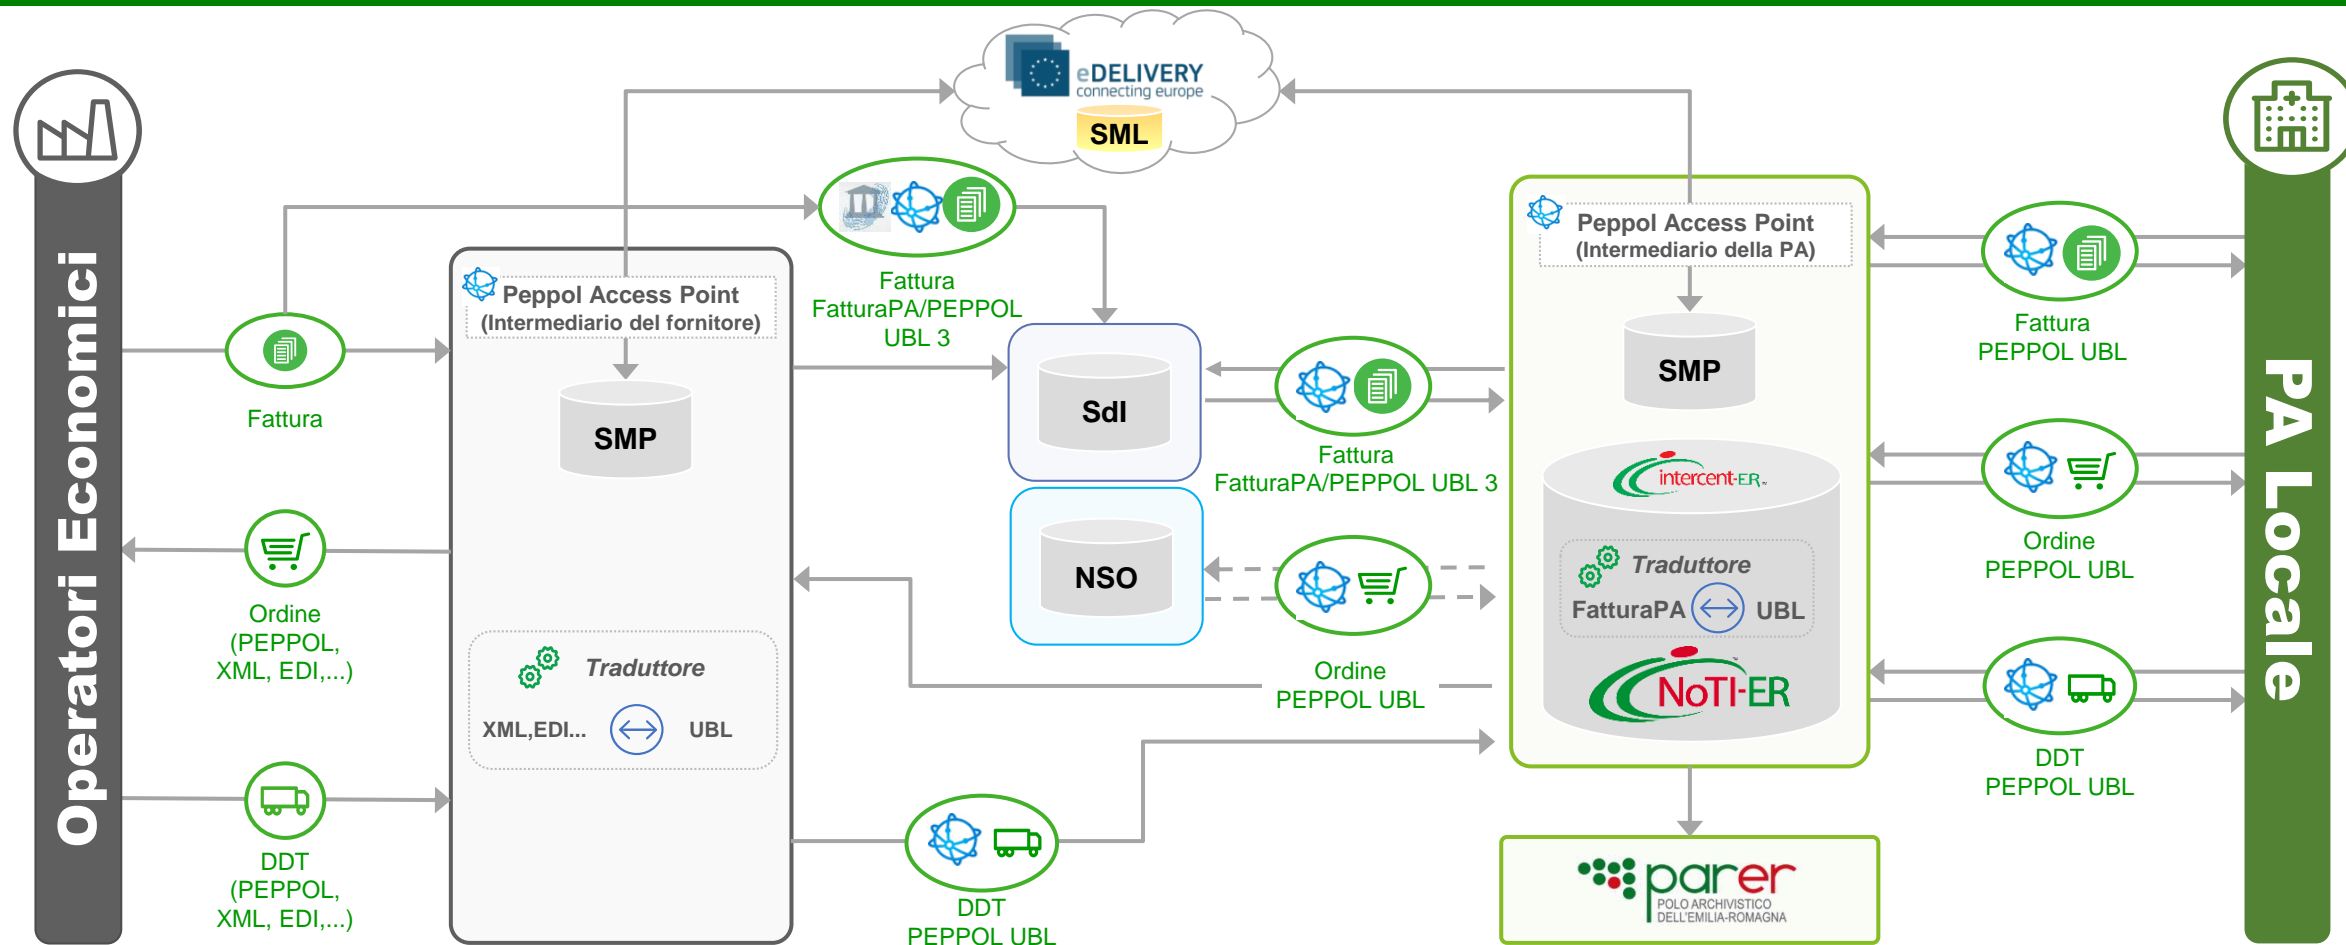 eDELIVERY
connecting europe
SML
Operatori Economici
Fattura
Ordine
(PEPPOL,
XML, EDI,...)
DDT
(PEPPOL,
XML, EDI,...)
Peppol Access Point
(Intermediario del fornitore)
SMP
Traduttore
XML,EDI...
UBL
Fattura
FatturaPA/PEPPOL
UBL 3
SdI
NSO
Fattura
FatturaPA/PEPPOL UBL 3
Ordine
PEPPOL UBL
DDT
PEPPOL UBL
Peppol Access Point
(Intermediario della PA)
SMP
intercent-ER
Traduttore
FatturaPA
UBL
NoTI-ER
parer
POLO ARCHIVISTICO
DELL'EMILIA-ROMAGNA
Fattura
PEPPOL UBL
Ordine
PEPPOL UBL
DDT
PEPPOL UBL
PA Locale